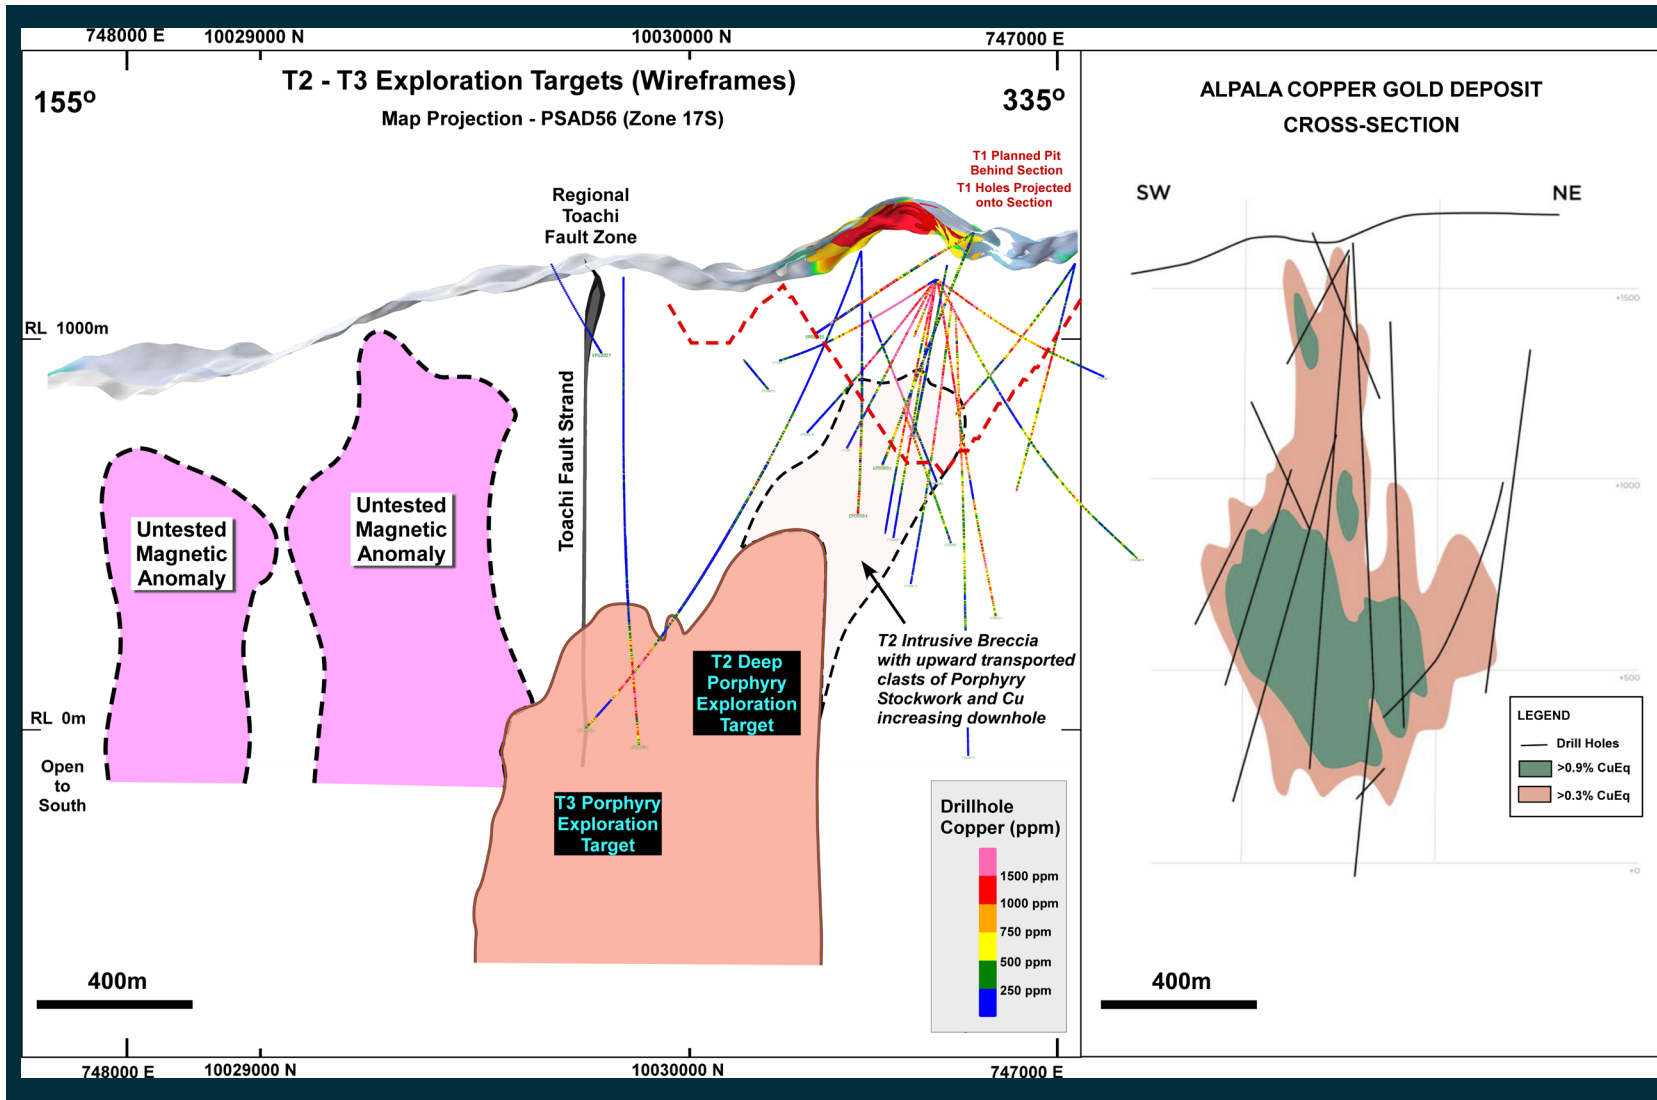 748000 E
10029000 N
10030000 N
747000 E
T2 - T3 Exploration Targets (Wireframes)
Map Projection - PSAD56 (Zone 17S)
155º
335º
T1 Planned Pit
Behind Section
T1 Holes Projected
onto Section
Regional
Toachi
Fault Zone
RL 1000m
Toachi Fault Strand
Untested
Magnetic
Anomaly
Untested
Magnetic
Anomaly
T2 Intrusive Breccia
with upward transported
clasts of Porphyry
Stockwork and Cu
increasing downhole
T2 Deep
Porphyry
Exploration
Target
RL 0m
Open
to
South
T3 Porphyry
Exploration
Target
Drillhole
Copper (ppm)
1500 ppm
1000 ppm
750 ppm
500 ppm
250 ppm
400m
748000 E
10029000 N
10030000 N
747000 E
ALPALA COPPER GOLD DEPOSIT
CROSS-SECTION
SW
NE
+1500
+1000
+500
+0
LEGEND
Drill Holes
>0.9% CuEq
>0.3% CuEq
400m